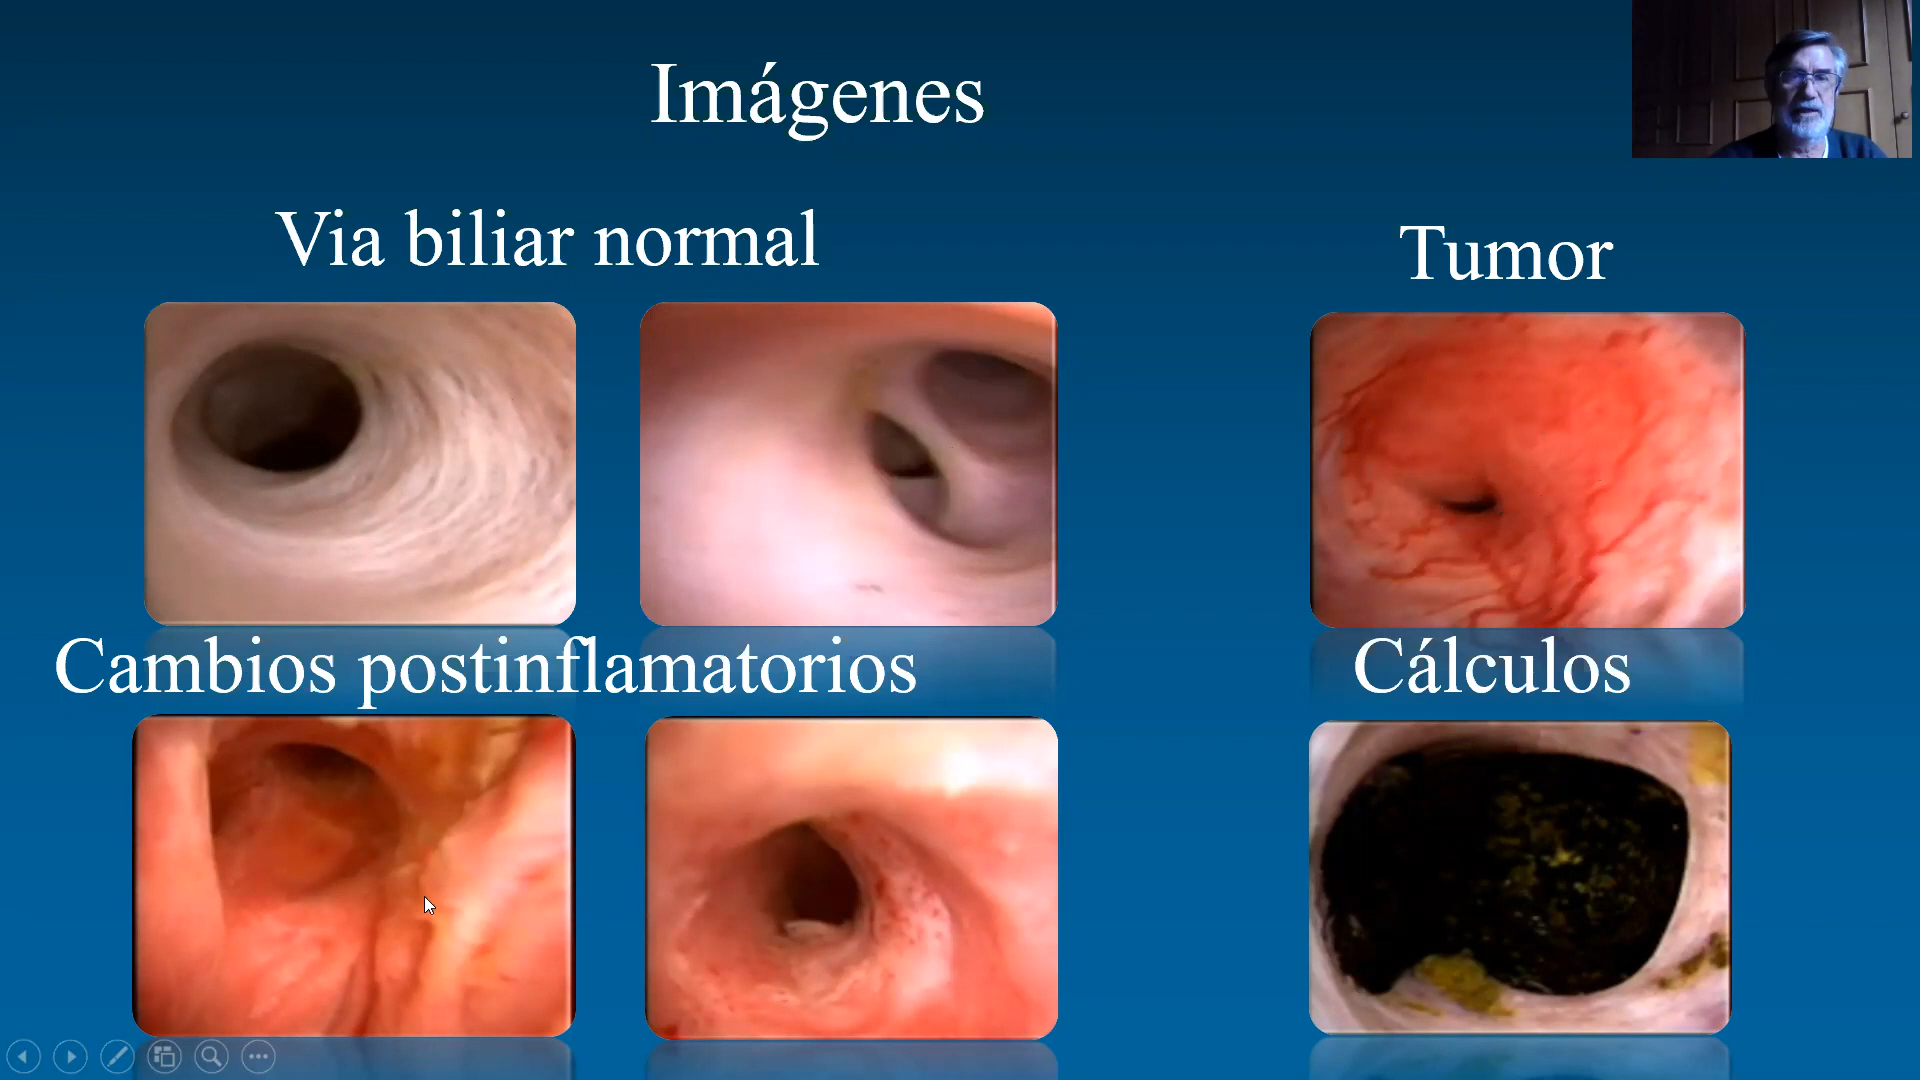 Imágenes
Via biliar normal
Tumor
Cambios postinflamatorios
Cálculos